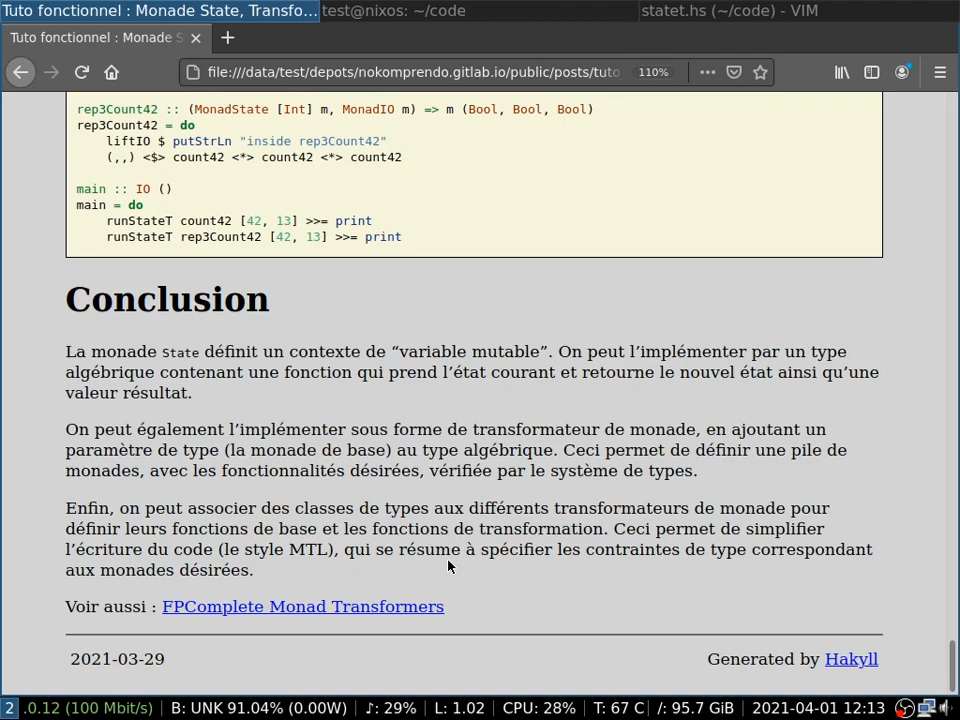 Tuto fonctionnel : Monade State, Transfo... test@nixos: ~/code statet.hs (~/code) - VIM
Tuto fonctionnel : Monade S
file:///data/test/depots/nokomprendo.gitlab.io/public/posts/tuto 110%
rep3Count42 :: (MonadState [Int] m, MonadIO m) => m (Bool, Bool, Bool)
rep3Count42 = do
    liftIO $ putStrLn "inside rep3Count42"
    (,,) <$> count42 <*> count42 <*> count42
main :: IO ()
main = do
    runStateT count42 [42, 13] >>= print
    runStateT rep3Count42 [42, 13] >>= print
Conclusion
La monade State définit un contexte de “variable mutable”. On peut l’implémenter par un type
algébrique contenant une fonction qui prend l’état courant et retourne le nouvel état ainsi qu’une
valeur résultat.
On peut également l’implémenter sous forme de transformateur de monade, en ajoutant un
paramètre de type (la monade de base) au type algébrique. Ceci permet de définir une pile de
monades, avec les fonctionnalités désirées, vérifiée par le système de types.
Enfin, on peut associer des classes de types aux différents transformateurs de monade pour
définir leurs fonctions de base et les fonctions de transformation. Ceci permet de simplifier
l’écriture du code (le style MTL), qui se résume à spécifier les contraintes de type correspondant
aux monades désirées.
Voir aussi : FPComplete Monad Transformers
2021-03-29 Generated by Hakyll
2 .0.12 (100 Mbit/s) B: UNK 91.04% (0.00W) ♪: 29% L: 1.02 CPU: 28% T: 67 C /: 95.7 GiB 2021-04-01 12:13